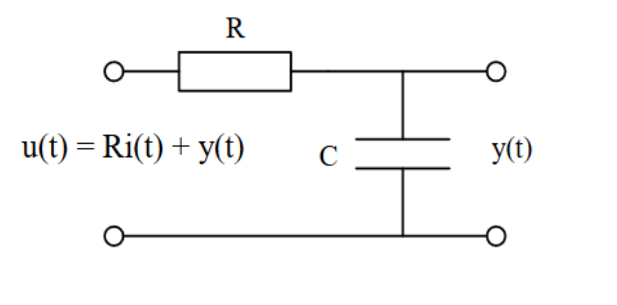 R
u(t) = Ri(t) + y(t)
C
y(t)